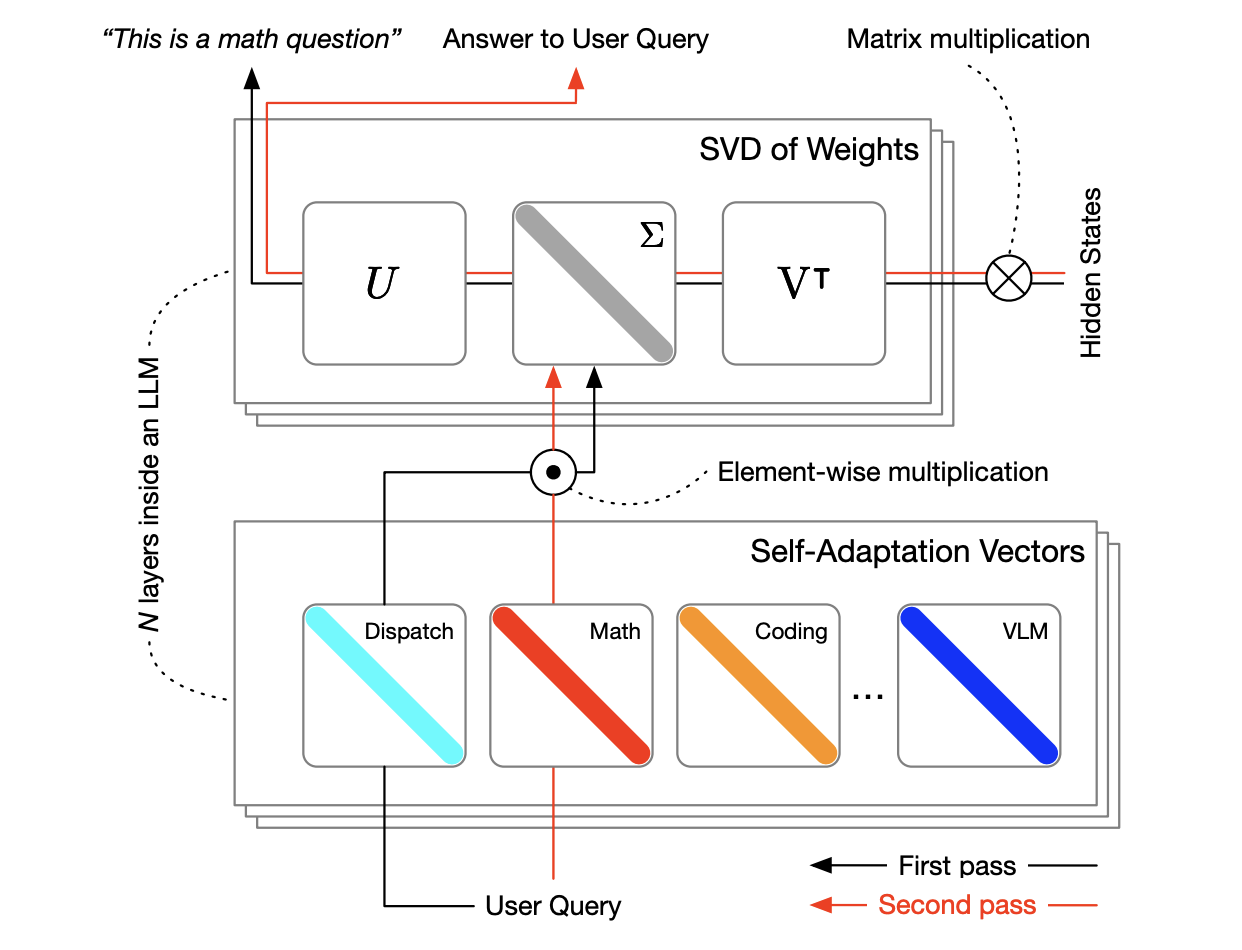 “This is a math question”
Answer to User Query
Matrix multiplication
SVD of Weights
U
Σ
V⊤
Hidden States
N layers inside an LLM
Element-wise multiplication
Self-Adaptation Vectors
Dispatch
Math
Coding
...
VLM
First pass
Second pass
User Query